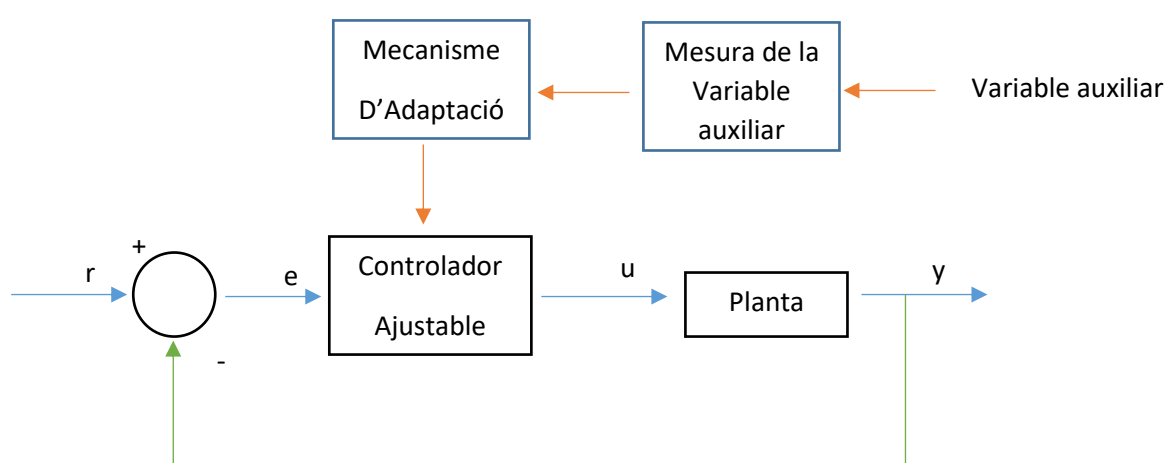 Mecanisme
D’Adaptació
Mesura de la
Variable
auxiliar
Variable auxiliar
+
r
-
e
Controlador
Ajustable
u
Planta
y